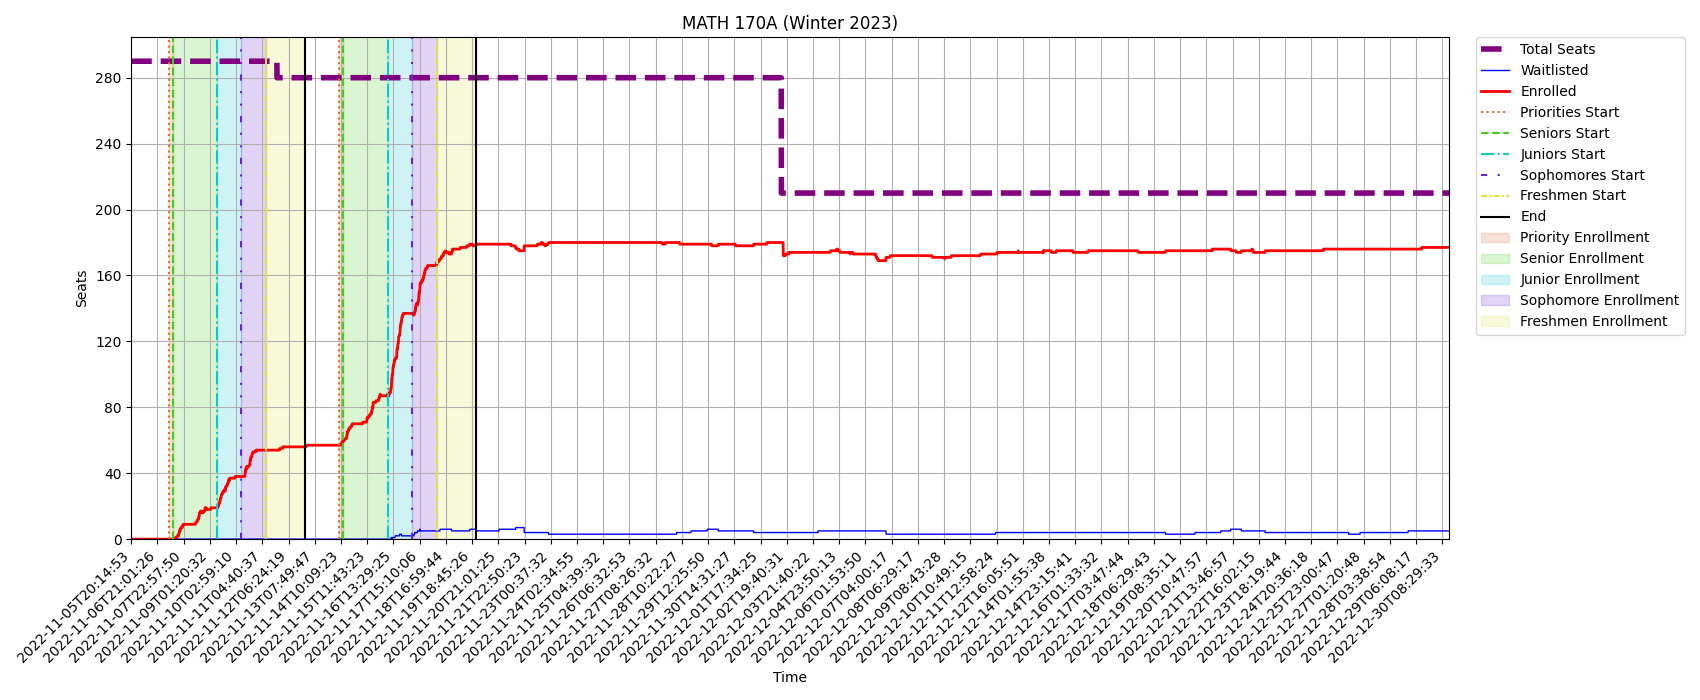 MATH 170A (Winter 2023)
Seats
280
240
200
160
120
80
40
0
2022-11-05T20:14:53
2022-11-06T21:01:26
2022-11-07T22:57:50
2022-11-09T01:20:32
2022-11-10T02:59:10
2022-11-11T04:40:37
2022-11-12T06:24:19
2022-11-13T07:49:47
2022-11-14T10:09:23
2022-11-15T11:43:23
2022-11-16T13:29:25
2022-11-17T15:10:06
2022-11-18T16:59:44
2022-11-19T18:45:26
2022-11-20T21:01:25
2022-11-21T22:50:23
2022-11-23T00:37:32
2022-11-24T02:34:55
2022-11-25T04:39:32
2022-11-26T06:32:53
2022-11-27T08:26:32
2022-11-28T10:22:27
2022-11-29T12:25:50
2022-11-30T14:31:27
2022-12-01T17:34:25
2022-12-02T19:40:31
2022-12-03T21:40:22
2022-12-04T23:50:13
2022-12-06T01:53:50
2022-12-07T04:00:17
2022-12-08T06:29:17
2022-12-09T08:43:28
2022-12-10T10:49:15
2022-12-11T12:58:24
2022-12-12T16:05:51
2022-12-14T01:55:38
2022-12-14T23:15:41
2022-12-16T01:33:32
2022-12-17T03:47:44
2022-12-18T06:29:43
2022-12-19T08:35:11
2022-12-20T10:47:57
2022-12-21T13:46:57
2022-12-22T16:02:15
2022-12-23T18:19:44
2022-12-24T20:36:18
2022-12-25T23:00:47
2022-12-27T01:20:48
2022-12-28T03:38:54
2022-12-29T06:08:17
2022-12-30T08:29:33
Time
Total Seats
Waitlisted
Enrolled
Priorities Start
Seniors Start
Juniors Start
Sophomores Start
Freshmen Start
End
Priority Enrollment
Senior Enrollment
Junior Enrollment
Sophomore Enrollment
Freshmen Enrollment